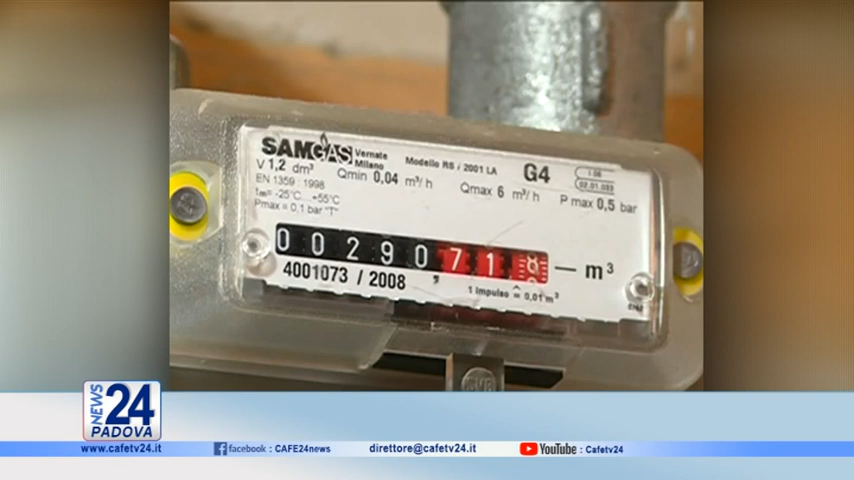 SAMGAS Vernate Milano Modello RS / 2001 LA G4
V 1,2 dm³ Qmin 0,04 m³/h Qmax 6 m³/h P max 0,5 bar
EN 1359 : 1998
tm= -25°C...+55°C
Pmax = 0,1 bar "T"
02.01.033
0 0 2 9 0 7 1 m³
4001073 / 2008 , 1 impulso = 0,01 m³
NEWS 24 PADOVA
www.cafetv24.it facebook : CAFE24news direttore@cafetv24.it YouTube : Cafetv24